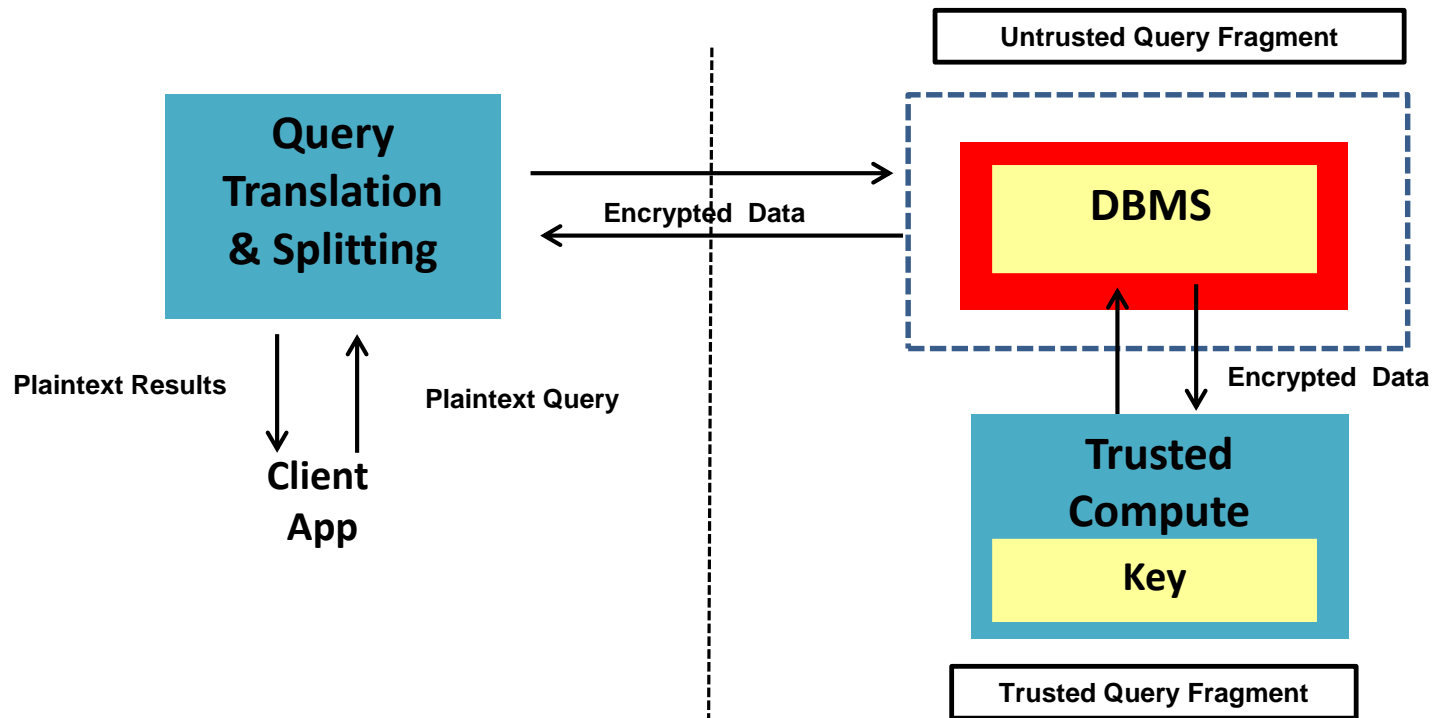 Untrusted Query Fragment
Query
Translation
& Splitting
Encrypted Data
DBMS
Plaintext Results
Plaintext Query
Encrypted Data
Client
App
Trusted
Compute
Key
Trusted Query Fragment